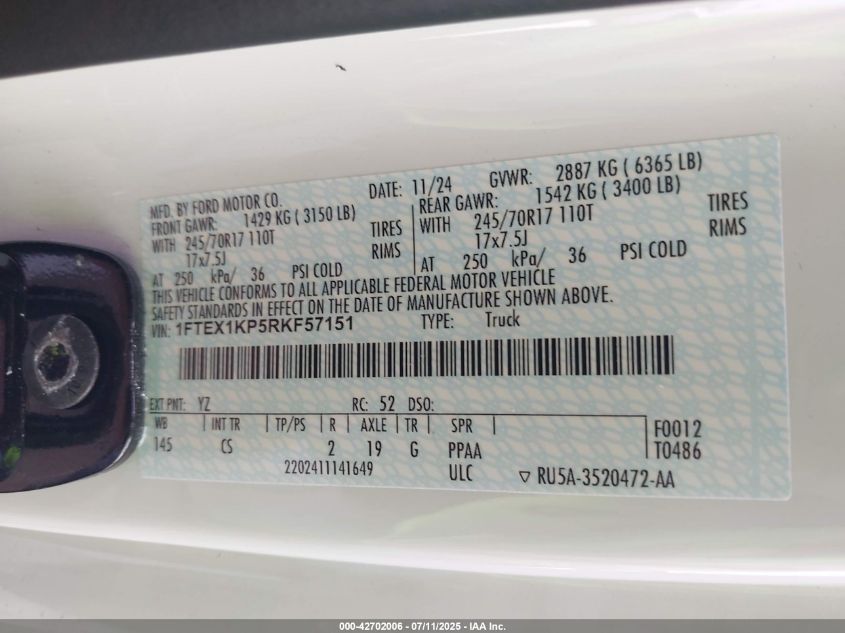 MFD. BY FORD MOTOR CO. DATE: 11/24 GVWR: 2887 KG ( 6365 LB)
FRONT GAWR: 1429 KG ( 3150 LB) REAR GAWR: 1542 KG ( 3400 LB)
WITH 245/70R17 110T TIRES WITH 245/70R17 110T TIRES
17x7.5J RIMS 17x7.5J RIMS
AT 250 kPa/ 36 PSI COLD AT 250 kPa/ 36 PSI COLD
THIS VEHICLE CONFORMS TO ALL APPLICABLE FEDERAL MOTOR VEHICLE
SAFETY STANDARDS IN EFFECT ON THE DATE OF MANUFACTURE SHOWN ABOVE.
VIN: 1FTEX1KP5RKF57151 TYPE: Truck
EXT PNT: YZ RC: 52 DSO:
WB INT TR TP/PS R AXLE TR SPR F0012
145 CS 2 19 G PPAA T0486
2202411141649 ULC ▽ RU5A-3520472-AA
000-42702006 - 07/11/2025 - IAA Inc.